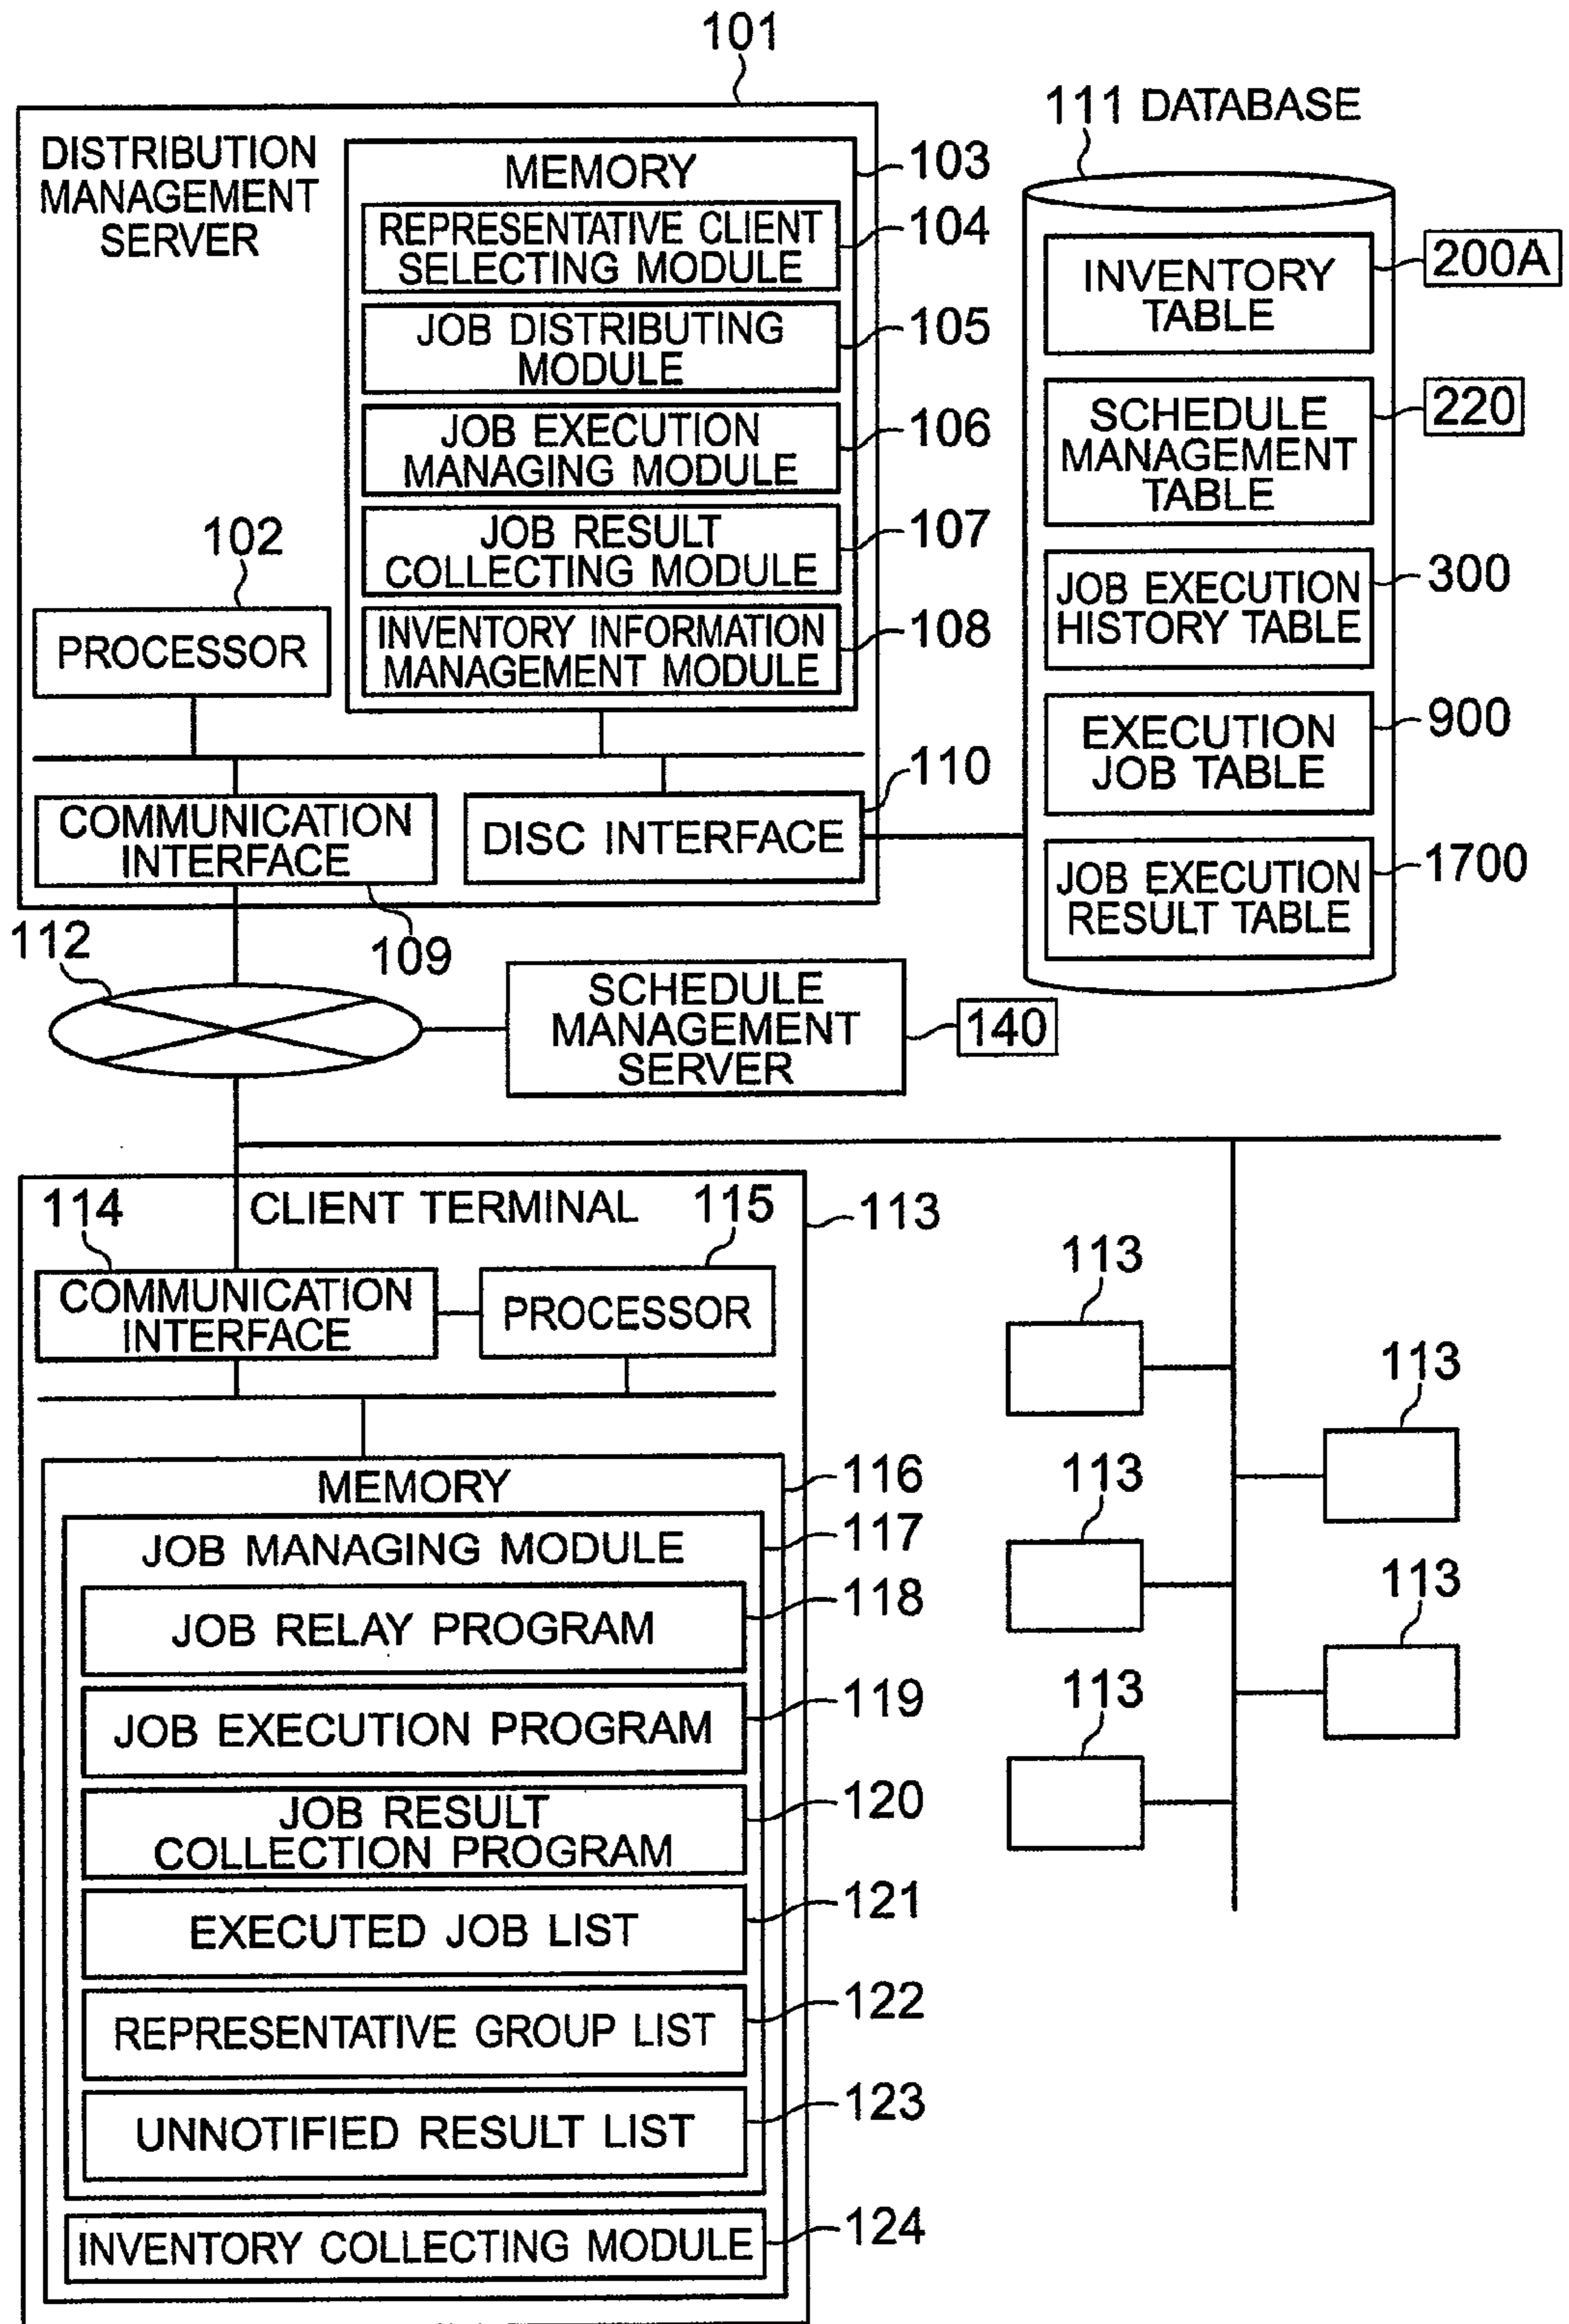 101
DISTRIBUTION
MANAGEMENT
SERVER
MEMORY
103
REPRESENTATIVE CLIENT
SELECTING MODULE
104
JOB DISTRIBUTING
MODULE
105
JOB EXECUTION
MANAGING MODULE
106
JOB RESULT
COLLECTING MODULE
107
INVENTORY INFORMATION
MANAGEMENT MODULE
108
102
PROCESSOR
COMMUNICATION
INTERFACE
109
DISC INTERFACE
110
111 DATABASE
INVENTORY
TABLE
200A
SCHEDULE
MANAGEMENT
TABLE
220
JOB EXECUTION
HISTORY TABLE
300
EXECUTION
JOB TABLE
900
JOB EXECUTION
RESULT TABLE
1700
112
SCHEDULE
MANAGEMENT
SERVER
140
CLIENT TERMINAL
113
114
COMMUNICATION
INTERFACE
115
PROCESSOR
MEMORY
116
JOB MANAGING MODULE
117
JOB RELAY PROGRAM
118
JOB EXECUTION PROGRAM
119
JOB RESULT
COLLECTION PROGRAM
120
EXECUTED JOB LIST
121
REPRESENTATIVE GROUP LIST
122
UNNOTIFIED RESULT LIST
123
INVENTORY COLLECTING MODULE
124
113
113
113
113
113